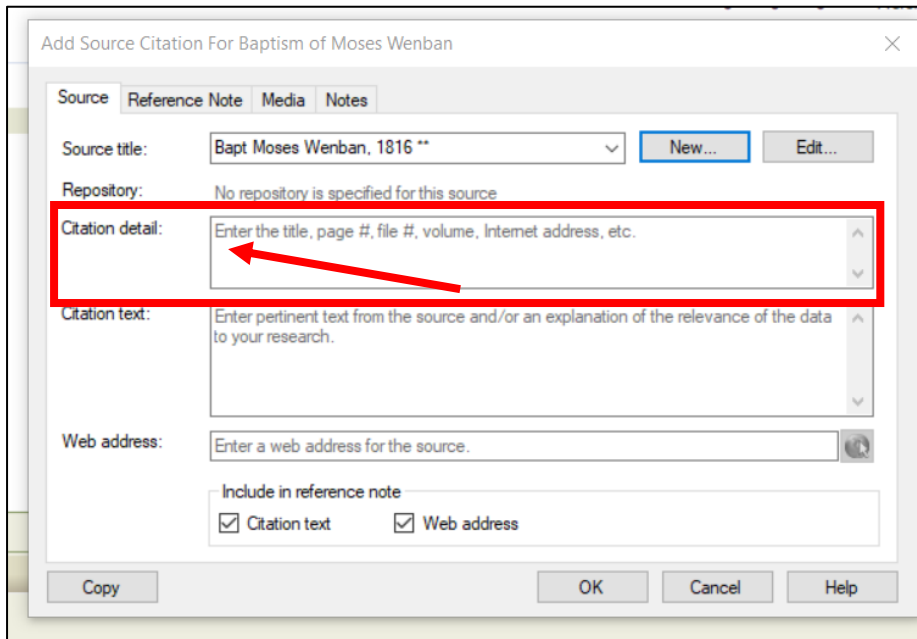 Add Source Citation For Baptism of Moses Wenban
Source Reference Note Media Notes
Source title: Bapt Moses Wenban, 1816 ** New... Edit...
Repository: No repository is specified for this source
Citation detail: Enter the title, page #, file #, volume, Internet address, etc.
Citation text: Enter pertinent text from the source and/or an explanation of the relevance of the data
to your research.
Web address: Enter a web address for the source.
Include in reference note
Citation text Web address
Copy OK Cancel Help